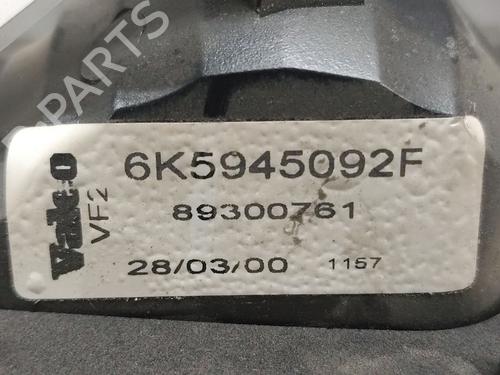 B-PARTS
Valeo
VF2
6K5945092F
89300761
28/03/00 1157